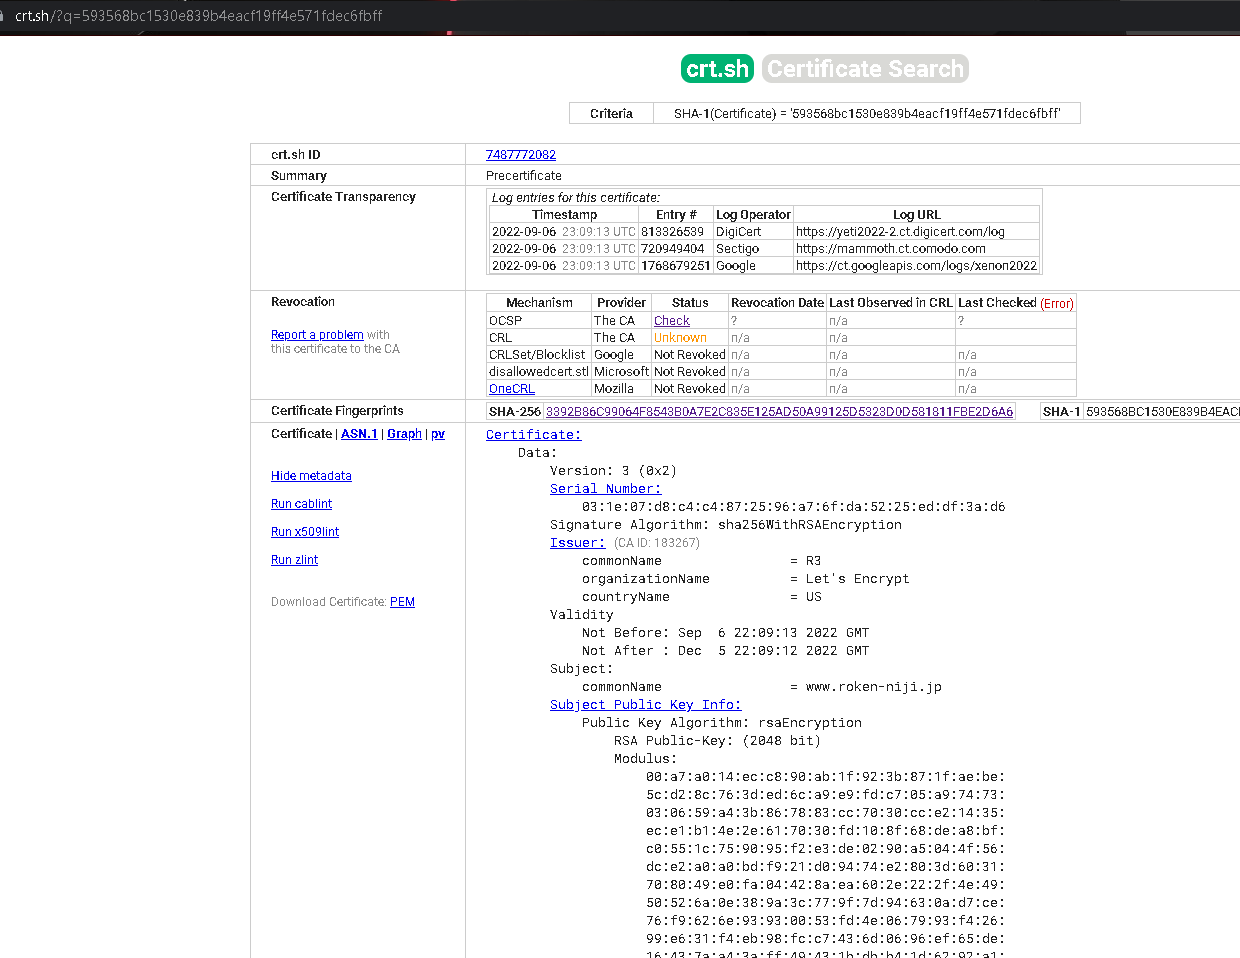 crt.sh/?q=593568bc1530e839b4eacf19ff4e571fdec6fbff
crt.sh Certificate Search
Criteria SHA-1(Certificate) = '593568bc1530e839b4eacf19ff4e571fdec6fbff'
crt.sh ID 7487772082
Summary Precertificate
Certificate Transparency Log entries for this certificate:
Timestamp Entry # Log Operator Log URL
2022-09-06 23:09:13 UTC 813326539 DigiCert https://yeti2022-2.ct.digicert.com/log
2022-09-06 23:09:13 UTC 720949404 Sectigo https://mammoth.ct.comodo.com
2022-09-06 23:09:13 UTC 1768679251 Google https://ct.googleapis.com/logs/xenon2022
Revocation
Report a problem with
this certificate to the CA
Mechanism Provider Status Revocation Date Last Observed in CRL Last Checked (Error)
OCSP The CA Check ? n/a ?
CRL The CA Unknown n/a n/a
CRLSet/Blocklist Google Not Revoked n/a n/a n/a
disallowedcert.stl Microsoft Not Revoked n/a n/a n/a
OneCRL Mozilla Not Revoked n/a n/a n/a
Certificate Fingerprints SHA-256 3392B86C99064F8543B0A7E2C835E125AD50A99125D5323D0D581811FBE2D6A6 SHA-1 593568BC1530E839B4EAC
Certificate | ASN.1 | Graph | pv
Hide metadata
Run cablint
Run x509lint
Run zlint
Download Certificate: PEM
Certificate:
Data:
Version: 3 (0x2)
Serial Number:
03:1e:07:d8:c4:c4:87:25:96:a7:6f:da:52:25:ed:df:3a:d6
Signature Algorithm: sha256WithRSAEncryption
Issuer: (CA ID: 183267)
commonName = R3
organizationName = Let's Encrypt
countryName = US
Validity
Not Before: Sep 6 22:09:13 2022 GMT
Not After : Dec 5 22:09:12 2022 GMT
Subject:
commonName = www.roken-niji.jp
Subject Public Key Info:
Public Key Algorithm: rsaEncryption
RSA Public-Key: (2048 bit)
Modulus:
00:a7:a0:14:ec:c8:90:ab:1f:92:3b:87:1f:ae:be:
5c:d2:8c:76:3d:ed:6c:a9:e9:fd:c7:05:a9:74:73:
03:06:59:a4:3b:86:78:83:cc:70:30:cc:e2:14:35:
ec:e1:b1:4e:2e:61:70:30:fd:10:8f:68:de:a8:bf:
c0:55:1c:75:90:95:f2:e3:de:02:90:a5:04:4f:56:
dc:e2:a0:a0:bd:f9:21:d0:94:74:e2:80:3d:60:31:
70:80:49:e0:fa:04:42:8a:ea:60:2e:22:2f:4e:49:
50:52:6a:0e:38:9a:3c:77:9f:7d:94:63:0a:d7:ce:
76:f9:62:6e:93:93:00:53:fd:4e:06:79:93:f4:26:
99:e6:31:f4:eb:98:fc:c7:43:6d:06:96:ef:65:de:
16:43:7a:a4:3a:ff:49:43:1b:db:b4:1d:62:92:a1: